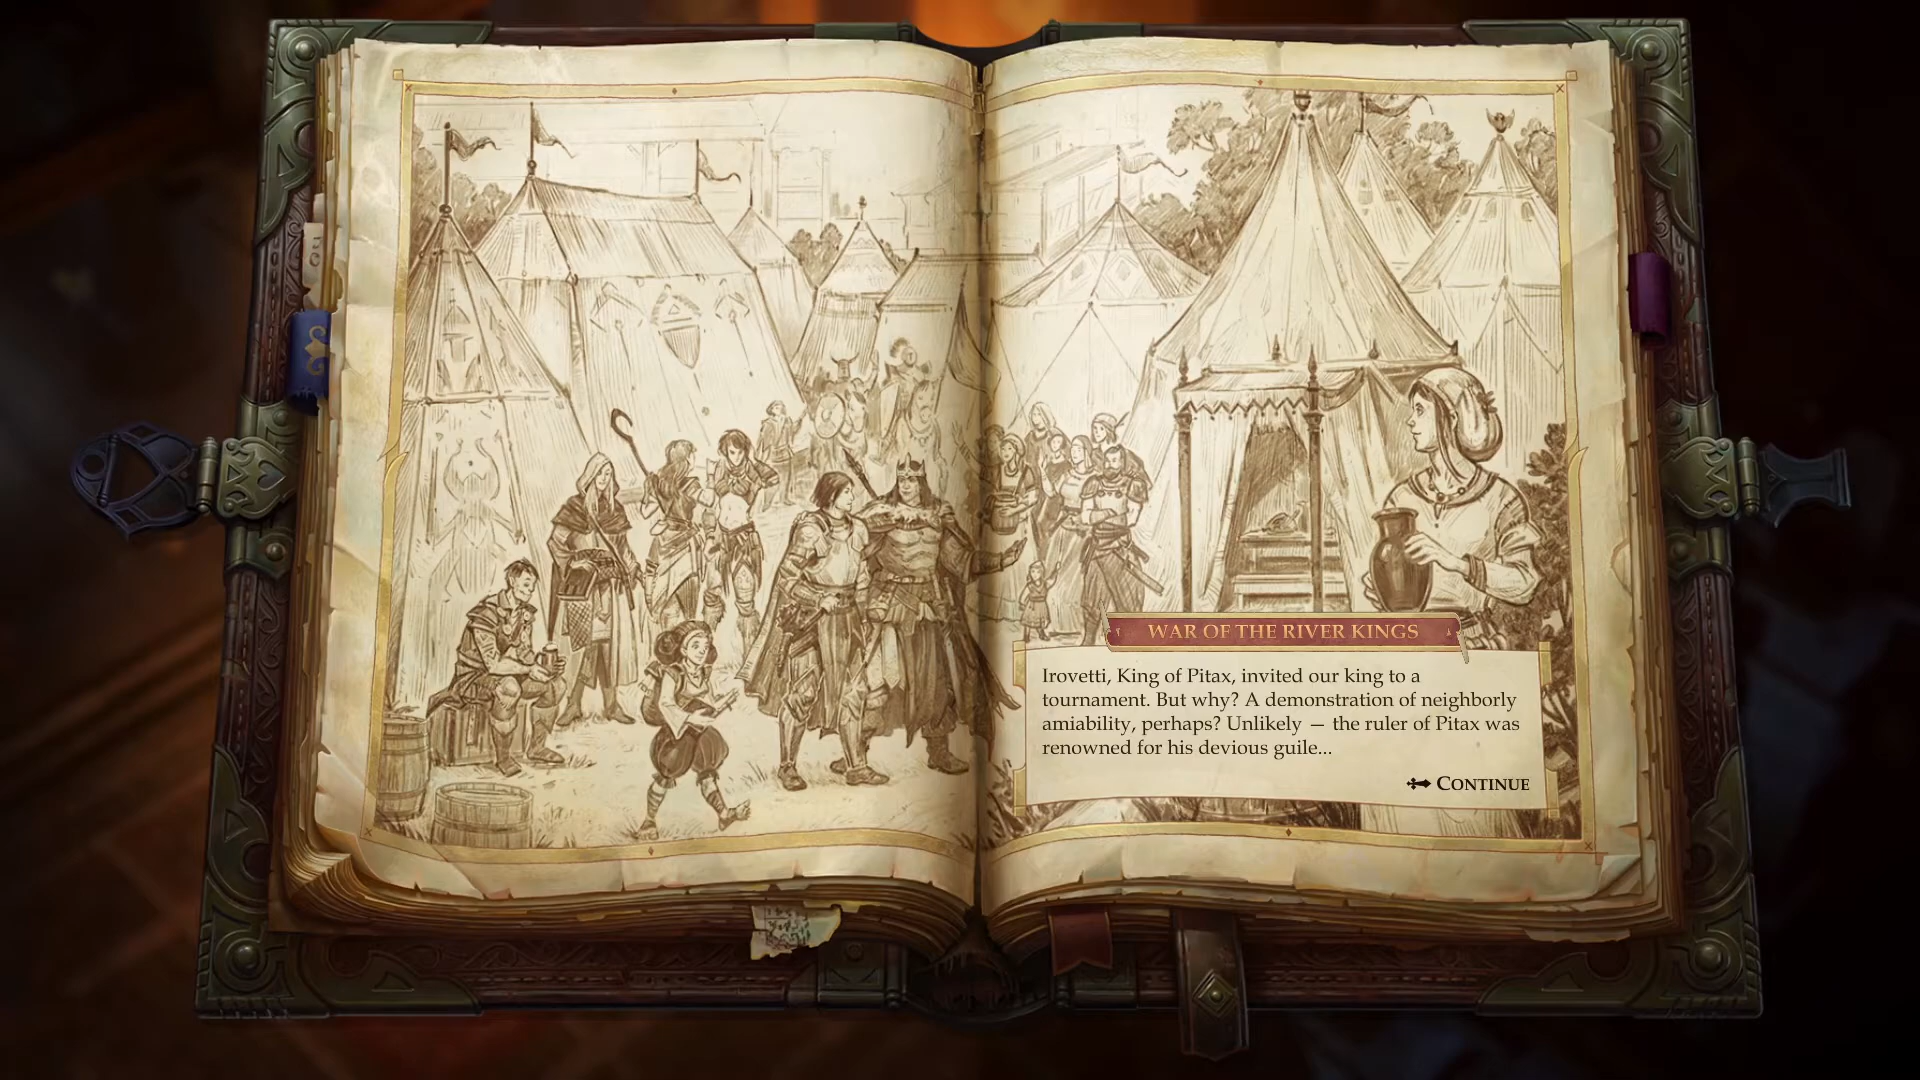 WAR OF THE RIVER KINGS
Irovetti, King of Pitax, invited our king to a
tournament. But why? A demonstration of neighborly
amiability, perhaps? Unlikely — the ruler of Pitax was
renowned for his devious guile...
CONTINUE